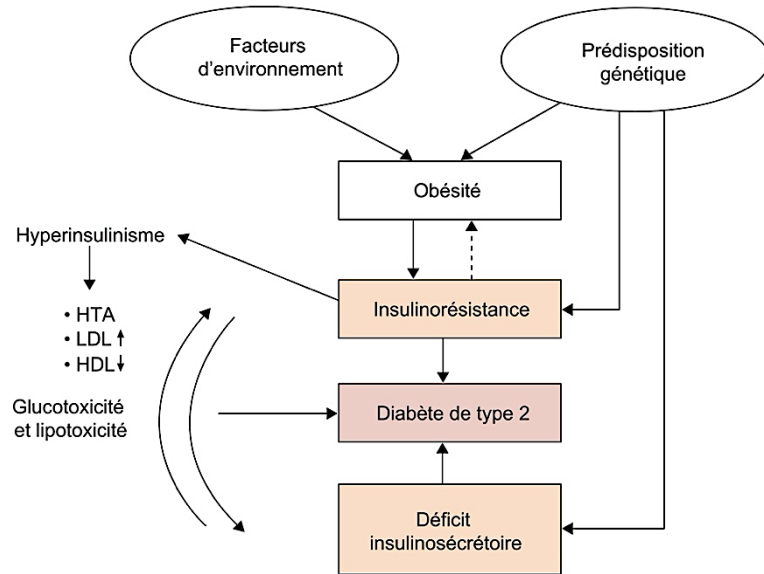 Facteurs
d'environnement
Prédisposition
génétique
Obésité
Hyperinsulinisme
• HTA
• LDL ↑
• HDL ↓
Insulinorésistance
Glucotoxicité
et lipotoxicité
Diabète de type 2
Déficit
insulinosécrétoire